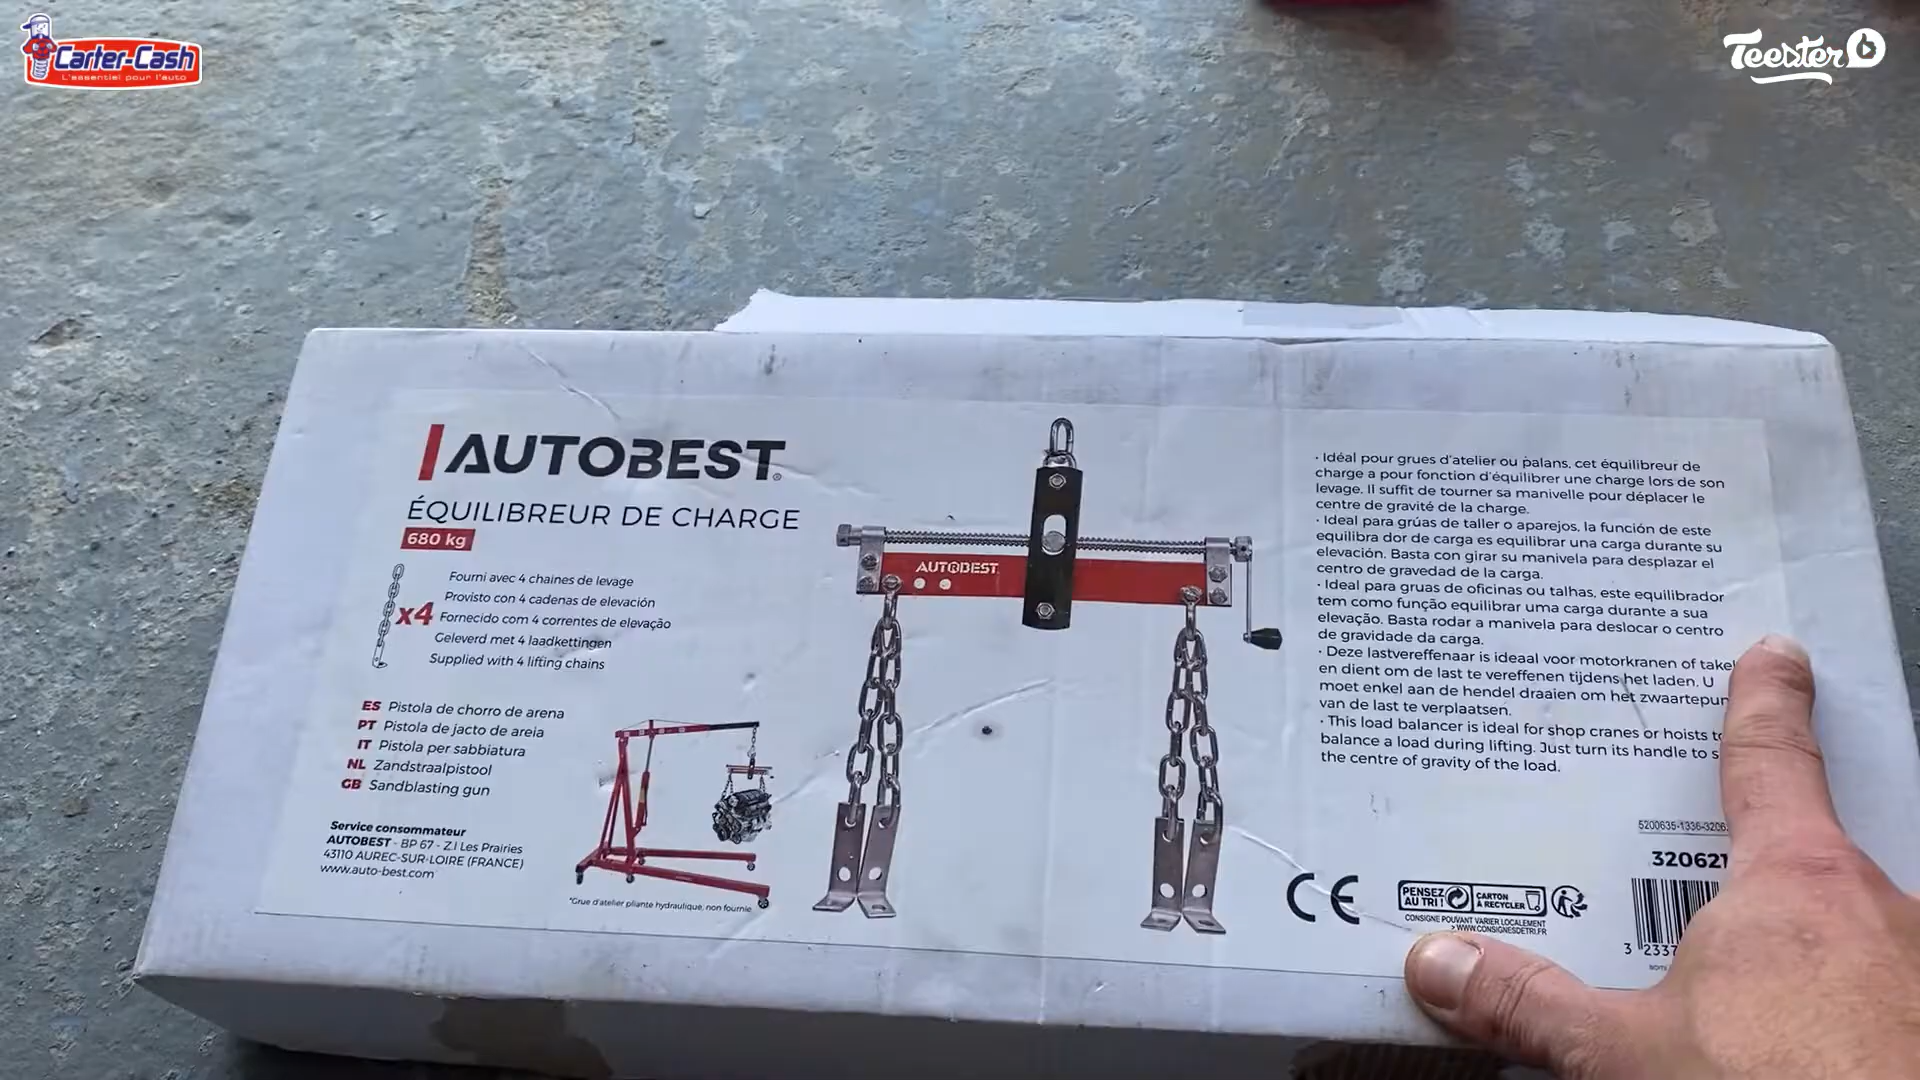 Carter-Cash
L'essentiel pour l'auto
Teester
AUTOBEST
ÉQUILIBREUR DE CHARGE
680 kg
x4
Fourni avec 4 chaines de levage
Provisto con 4 cadenas de elevación
Fornecido com 4 correntes de elevação
Geleverd met 4 laadkettingen
Supplied with 4 lifting chains
ES Pistola de chorro de arena
PT Pistola de jacto de areia
IT Pistola per sabbiatura
NL Zandstraalpistool
GB Sandblasting gun
Service consommateur
AUTOBEST - BP 67 - Z.I Les Prairies
43110 AUREC-SUR-LOIRE (FRANCE)
www.auto-best.com
*Grue d'atelier pliante hydraulique, non fournie
AUTOBEST
· Idéal pour grues d'atelier ou palans, cet équilibreur de
charge a pour fonction d'équilibrer une charge lors de son
levage. Il suffit de tourner sa manivelle pour déplacer le
centre de gravité de la charge.
· Ideal para grúas de taller o aparejos, la función de este
equilibra dor de carga es equilibrar una carga durante su
elevación. Basta con girar su manivela para desplazar el
centro de gravedad de la carga.
· Ideal para gruas de oficinas ou talhas, este equilibrador
tem como função equilibrar uma carga durante a sua
elevação. Basta rodar a manivela para deslocar o centro
de gravidade da carga.
· Deze lastvereffenaar is ideaal voor motorkranen of takel
en dient om de last te vereffenen tijdens het laden. U
moet enkel aan de hendel draaien om het zwaartepun
van de last te verplaatsen.
· This load balancer is ideal for shop cranes or hoists to
balance a load during lifting. Just turn its handle to s
the centre of gravity of the load.
5200635-1336-3206
320621
CE
PENSEZ
AU TRI !
CARTON
À RECYCLER
CONSIGNE POUVANT VARIER LOCALEMENT
> WWW.CONSIGNESDETRI.FR
3 2337